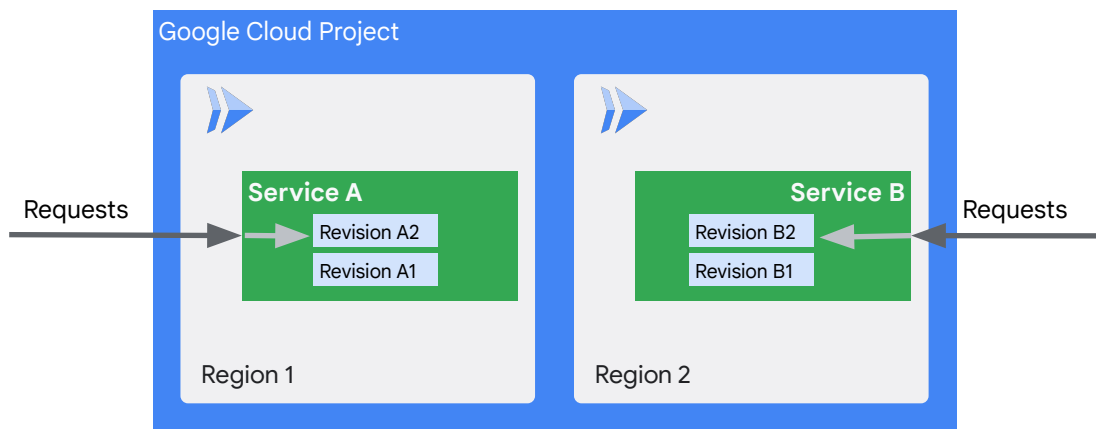 Google Cloud Project
Requests
Service A
Revision A2
Revision A1
Region 1
Service B
Revision B2
Revision B1
Region 2
Requests